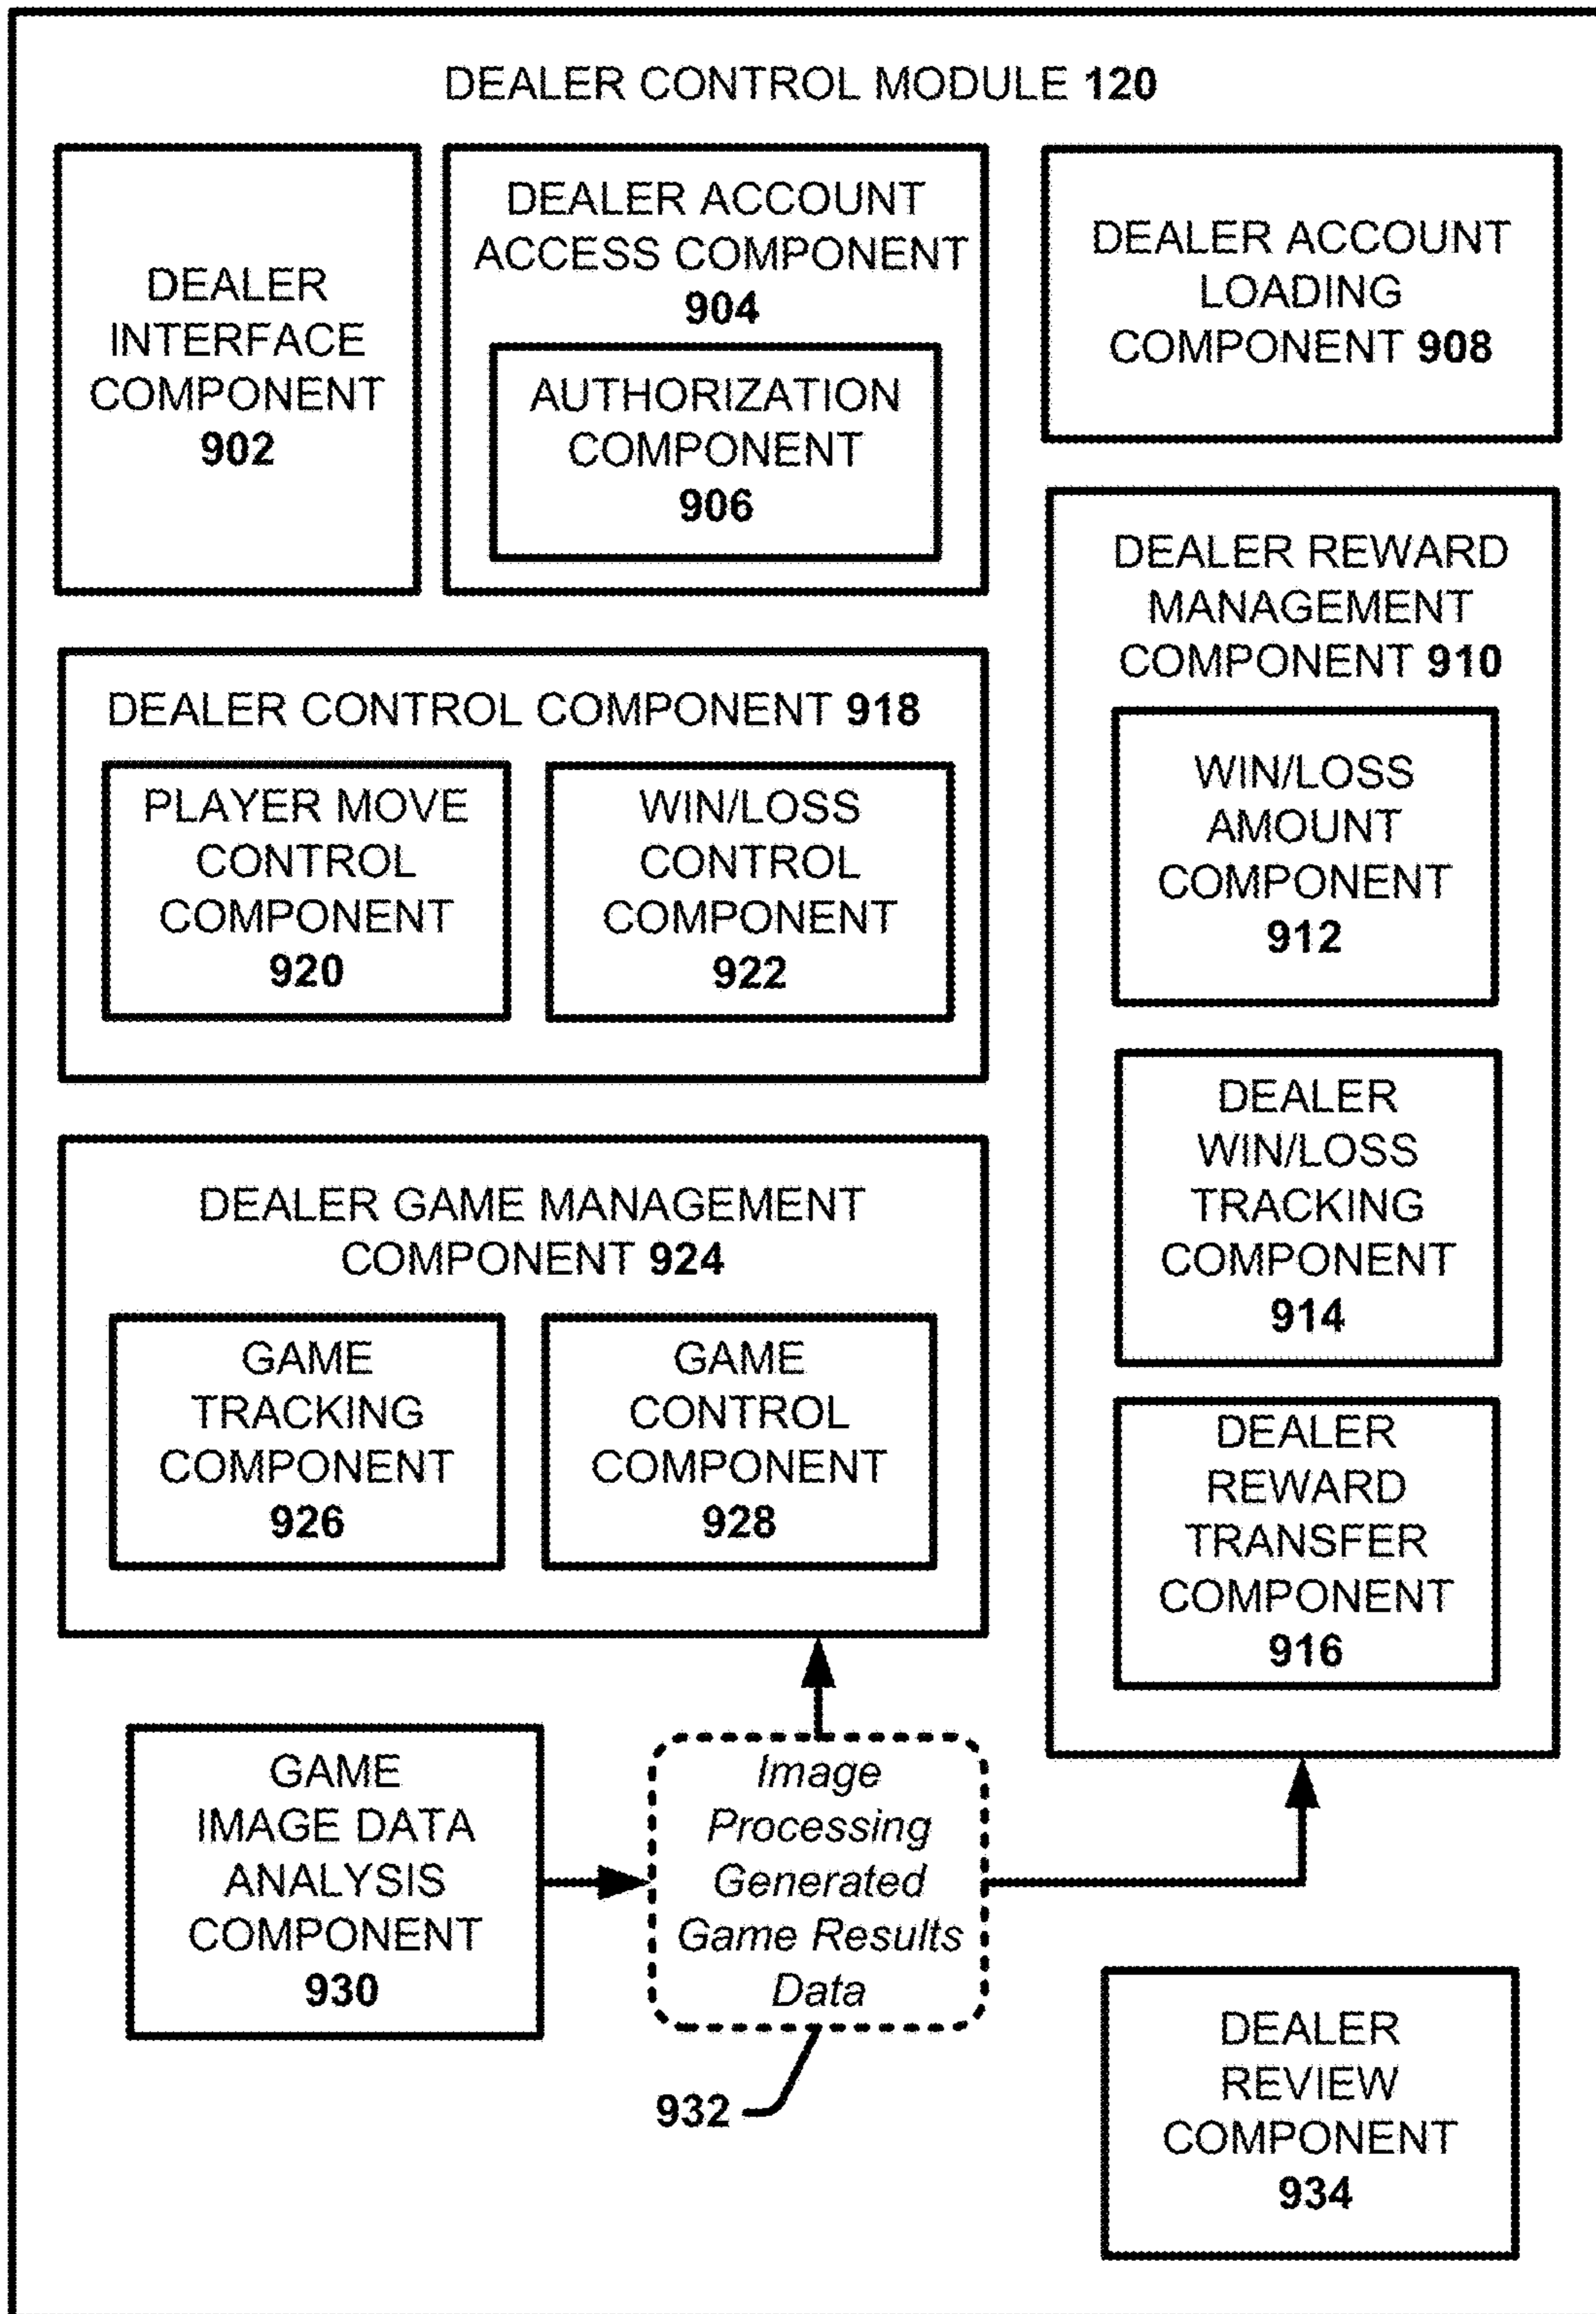 DEALER CONTROL MODULE 120
DEALER
INTERFACE
COMPONENT
902
DEALER ACCOUNT
ACCESS COMPONENT
904
AUTHORIZATION
COMPONENT
906
DEALER ACCOUNT
LOADING
COMPONENT 908
DEALER REWARD
MANAGEMENT
COMPONENT 910
WIN/LOSS
AMOUNT
COMPONENT
912
DEALER
WIN/LOSS
TRACKING
COMPONENT
914
DEALER
REWARD
TRANSFER
COMPONENT
916
DEALER CONTROL COMPONENT 918
PLAYER MOVE
CONTROL
COMPONENT
920
WIN/LOSS
CONTROL
COMPONENT
922
DEALER GAME MANAGEMENT
COMPONENT 924
GAME
TRACKING
COMPONENT
926
GAME
CONTROL
COMPONENT
928
GAME
IMAGE DATA
ANALYSIS
COMPONENT
930
Image
Processing
Generated
Game Results
Data
932
DEALER
REVIEW
COMPONENT
934